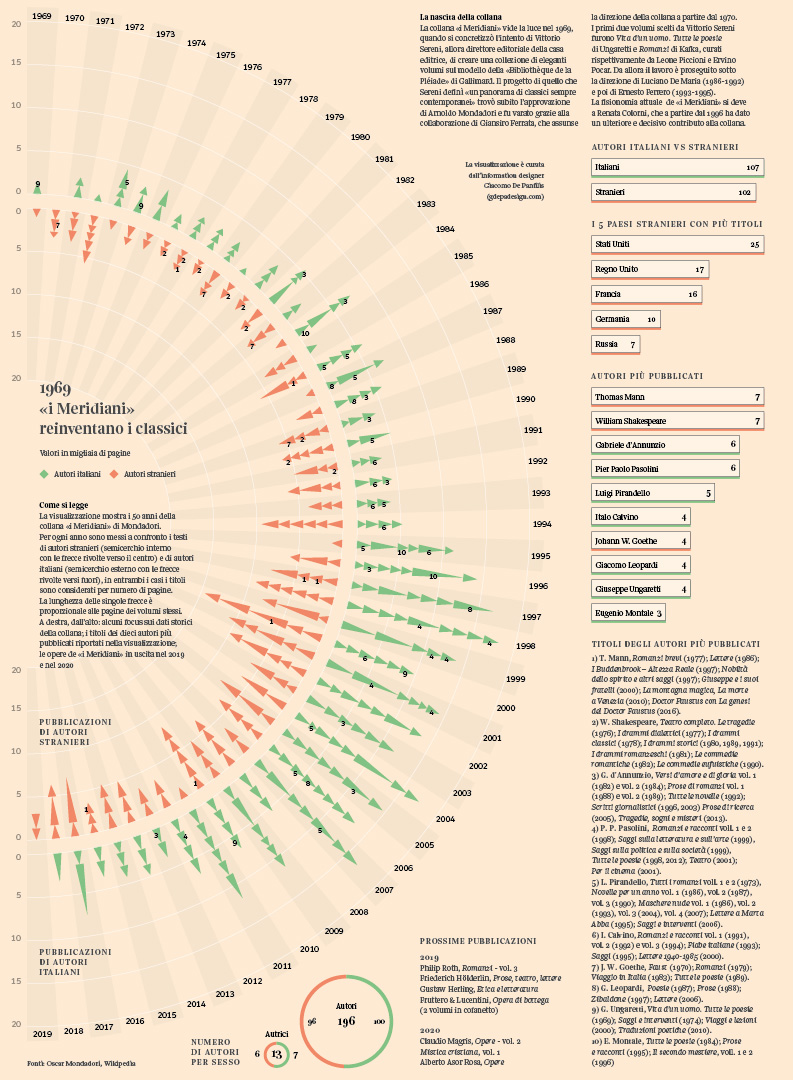 1969
«i Meridiani»
reinventano i classici
Valori in migliaia di pagine
Autori italiani
Autori stranieri
Come si legge
La visualizzazione mostra i 50 anni della
collana «i Meridiani» di Mondadori.
Per ogni anno sono messi a confronto i testi
di autori stranieri (semicerchio interno
con le frecce rivolte verso il centro) e di autori
italiani (semicerchio esterno con le frecce
rivolte versi fuori), in entrambi i casi i titoli
sono considerati per numero di pagine.
La lunghezza delle singole frecce è
proporzionale alle pagine dei volumi stessi.
A destra, dall'alto: alcuni focus sui dati storici
della collana; i titoli dei dieci autori più
pubblicati riportati nella visualizzazione;
le opere de «i Meridiani» in uscita nel 2019
e nel 2020
PUBBLICAZIONI
DI AUTORI
STRANIERI
PUBBLICAZIONI
DI AUTORI
ITALIANI
20
15
10
5
0
0
5
10
15
20
20
15
10
5
0
0
5
10
15
20
1969
1970
1971
1972
1973
1974
1975
1976
1977
1978
1979
1980
1981
1982
1983
1984
1985
1986
1987
1988
1989
1990
1991
1992
1993
1994
1995
1996
1997
1998
1999
2000
2001
2002
2003
2004
2005
2006
2007
2008
2009
2010
2011
2012
2013
2014
2015
2016
2017
2018
2019
La nascita della collana
La collana «i Meridiani» vide la luce nel 1969,
quando si concretizzò l'intento di Vittorio
Sereni, allora direttore editoriale della casa
editrice, di creare una collezione di eleganti
volumi sul modello della «Bibliothèque de la
Pléiade» di Gallimard. Il progetto di quello che
Sereni definì «un panorama di classici sempre
contemporanei» trovò subito l'approvazione
di Arnoldo Mondadori e fu varato grazie alla
collaborazione di Giansiro Ferrata, che assunse
la direzione della collana a partire dal 1970.
I primi due volumi scelti da Vittorio Sereni
furono Vita d'un uomo. Tutte le poesie
di Ungaretti e Romanzi di Kafka, curati
rispettivamente da Leone Piccioni e Ervino
Pocar. Da allora il lavoro è proseguito sotto
la direzione di Luciano De Maria (1986-1992)
e poi di Ernesto Ferrero (1993-1995).
La fisionomia attuale de «i Meridiani» si deve
a Renata Colorni, che a partire dal 1996 ha dato
un ulteriore e decisivo contributo alla collana.
La visualizzazione è curata
dall'information designer
Giacomo De Panfilis
(gdepadesign.com)
AUTORI ITALIANI VS STRANIERI
Italiani 107
Stranieri 102
I 5 PAESI STRANIERI CON PIÙ TITOLI
Stati Uniti 25
Regno Unito 17
Francia 16
Germania 10
Russia 7
AUTORI PIÙ PUBBLICATI
Thomas Mann 7
William Shakespeare 7
Gabriele d'Annunzio 6
Pier Paolo Pasolini 6
Luigi Pirandello 5
Italo Calvino 4
Johann W. Goethe 4
Giacomo Leopardi 4
Giuseppe Ungaretti 4
Eugenio Montale 3
TITOLI DEGLI AUTORI PIÙ PUBBLICATI
1) T. Mann, Romanzi brevi (1977); Lettere (1986);
I Buddenbrook – Altezza Reale (1997); Nobiltà
dello spirito e altri saggi (1997); Giuseppe e i suoi
fratelli (2000); La montagna magica, La morte
a Venezia (2010); Doctor Faustus con La genesi
del Doctor Faustus (2016).
2) W. Shakespeare, Teatro completo. Le tragedie
(1976); I drammi dialettici (1977); I drammi
classici (1978); I drammi storici (1980, 1989, 1991);
I drammi romanzeschi (1981); Le commedie
romantiche (1982); Le commedie eufuistiche (1990).
3) G. d'Annunzio, Versi d'amore e di gloria vol. 1
(1982) e vol. 2 (1984); Prose di romanzi vol. 1
(1988) e vol. 2 (1989); Tutte le novelle (1992);
Scritti giornalistici (1996, 2003) Prose di ricerca
(2005), Tragedie, sogni e misteri (2013).
4) P. P. Pasolini, Romanzi e racconti voll. 1 e 2
(1998); Saggi sulla letteratura e sull'arte (1999),
Saggi sulla politica e sulla società (1999),
Tutte le poesie (1998, 2012); Teatro (2001);
Per il cinema (2001).
5) L. Pirandello, Tutti i romanzi voll. 1 e 2 (1973),
Novelle per un anno vol. 1 (1986), vol. 2 (1987),
vol. 3 (1990); Maschere nude vol. 1 (1986), vol. 2
(1993), vol. 3 (2004), vol. 4 (2007); Lettere a Marta
Abba (1995); Saggi e interventi (2006).
6) I. Calvino, Romanzi e racconti vol. 1 (1991),
vol. 2 (1992) e vol. 3 (1994); Fiabe italiane (1993);
Saggi (1995); Lettere 1940-1985 (2000).
7) J. W. Goethe, Faust (1970); Romanzi (1979);
Viaggio in Italia (1983); Opere (1989).
8) G. Leopardi, Poesie (1987); Prose (1988);
Zibaldone (1997); Lettere (2006).
9) G. Ungaretti, Vita d'un uomo. Tutte le poesie
(1969); Saggi e interventi (1974); Viaggi e lezioni
(2000); Traduzioni poetiche (2010).
10) E. Montale, Tutte le poesie (1984); Prose
e racconti (1995); Il secondo mestiere, voll. 1 e 2
(1996)
PROSSIME PUBBLICAZIONI
2019
Philip Roth, Romanzi - vol. 3
Friederich Hölderlin, Prose, teatro, lettere
Gustaw Herling, Etica e letteratura
Fruttero & Lucentini, Opera di bottega
(2 volumi in cofanetto)
2020
Claudio Magris, Opere - vol. 2
Mistica cristiana, vol. 1
Alberto Asor Rosa, Opere
NUMERO
DI AUTORI
PER SESSO
Autrici
6 13 7
Autori
96 196 100
Fonti: Oscar Mondadori, Wikipedia